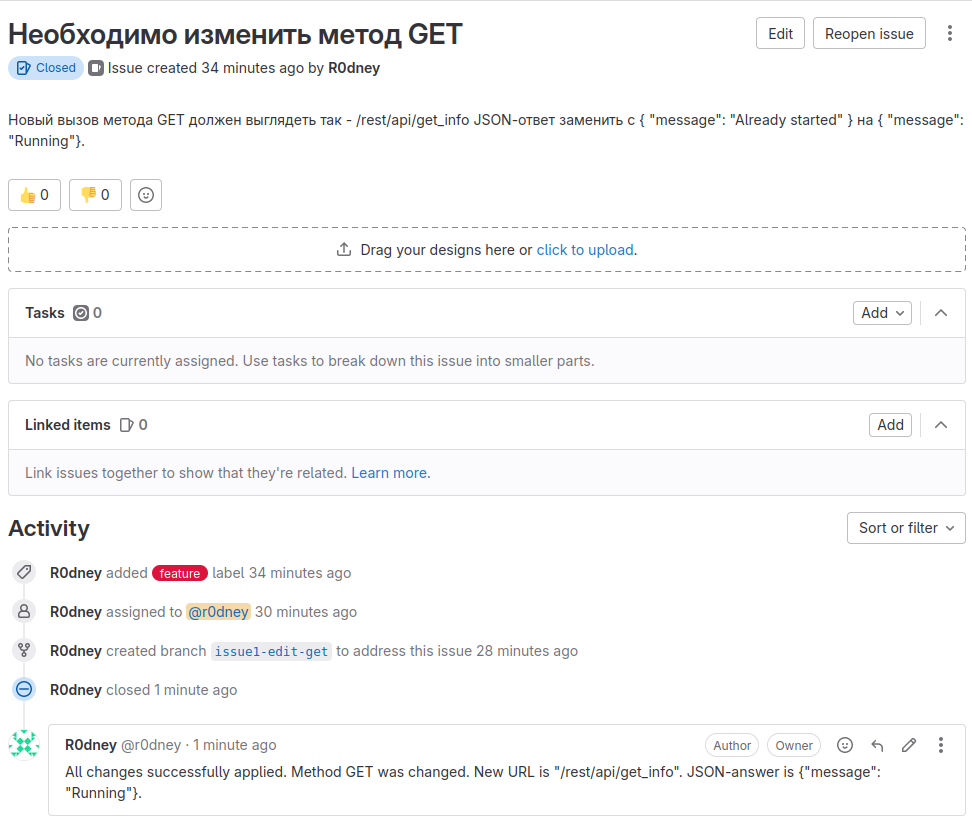 Необходимо изменить метод GET
Edit
Reopen issue
Closed
Issue created 34 minutes ago by R0dney
Новый вызов метода GET должен выглядеть так - /rest/api/get_info JSON-ответ заменить с { "message": "Already started" } на { "message":
"Running"}.
👍 0
👎 0
Drag your designs here or click to upload.
Tasks 0
Add
No tasks are currently assigned. Use tasks to break down this issue into smaller parts.
Linked items 0
Add
Link issues together to show that they're related. Learn more.
Activity
Sort or filter
R0dney added feature label 34 minutes ago
R0dney assigned to @r0dney 30 minutes ago
R0dney created branch issue1-edit-get to address this issue 28 minutes ago
R0dney closed 1 minute ago
R0dney @r0dney · 1 minute ago
Author
Owner
All changes successfully applied. Method GET was changed. New URL is "/rest/api/get_info". JSON-answer is {"message":
"Running"}.